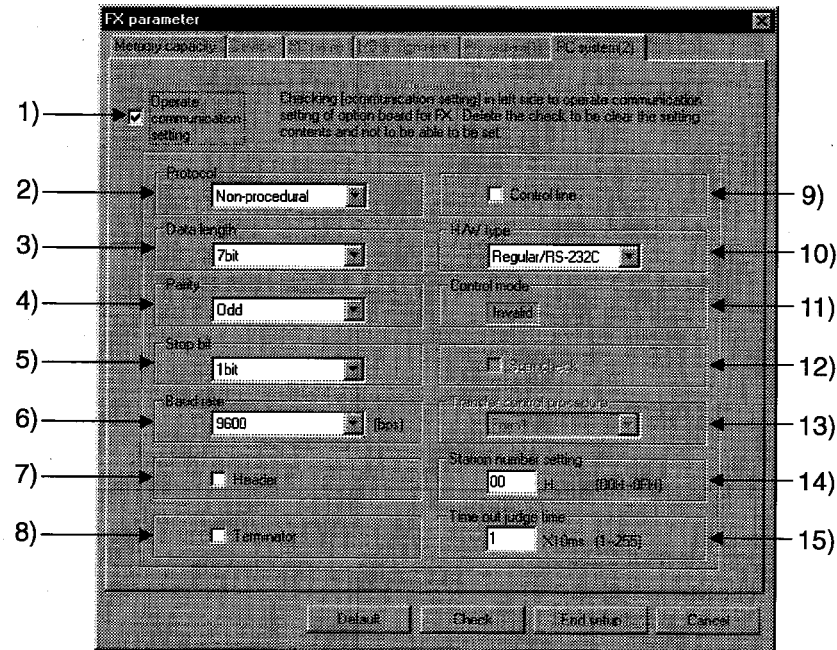 FX parameter
Memory capacity Device PC system(2)
1) Operate communication setting
Checking [communication setting] in left side to operate communication
setting of option board for FX. Delete the check, to be clear the setting
contents and not to be able to be set.
2) Protocol
Non-procedural
Control line 9)
3) Data length
7bit
H/W type
Regular/RS-232C 10)
4) Parity
Odd
Control mode
Invalid 11)
5) Stop bit
1bit
Sum check 12)
6) Baud rate
9600 (bps)
Transfer control procedure
13)
7) Header
Station number setting
00 H (00H~0FH) 14)
8) Terminator
Time out judge time
1 X10ms (1~255) 15)
Default Check End setup Cancel